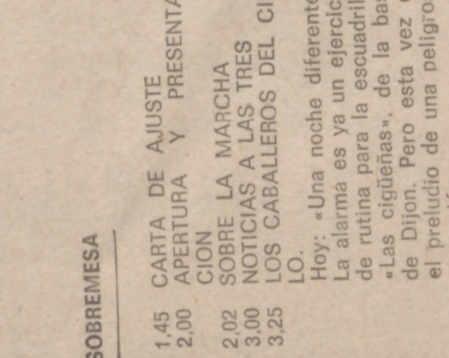 SOBREMESA
1,45 CARTA DE AJUSTE
2,00 APERTURA Y PRESENTA
CION
2,02 SOBRE LA MARCHA
3,00 NOTICIAS A LAS TRES
3,25 LOS CABALLEROS DEL CI
LO.
Hoy: «Una noche diferente
La alarma es ya un ejercic
de rutina para la escuadril
«Las cigüeñas», de la bas
de Dijon. Pero esta vez
el preludio de una peligros